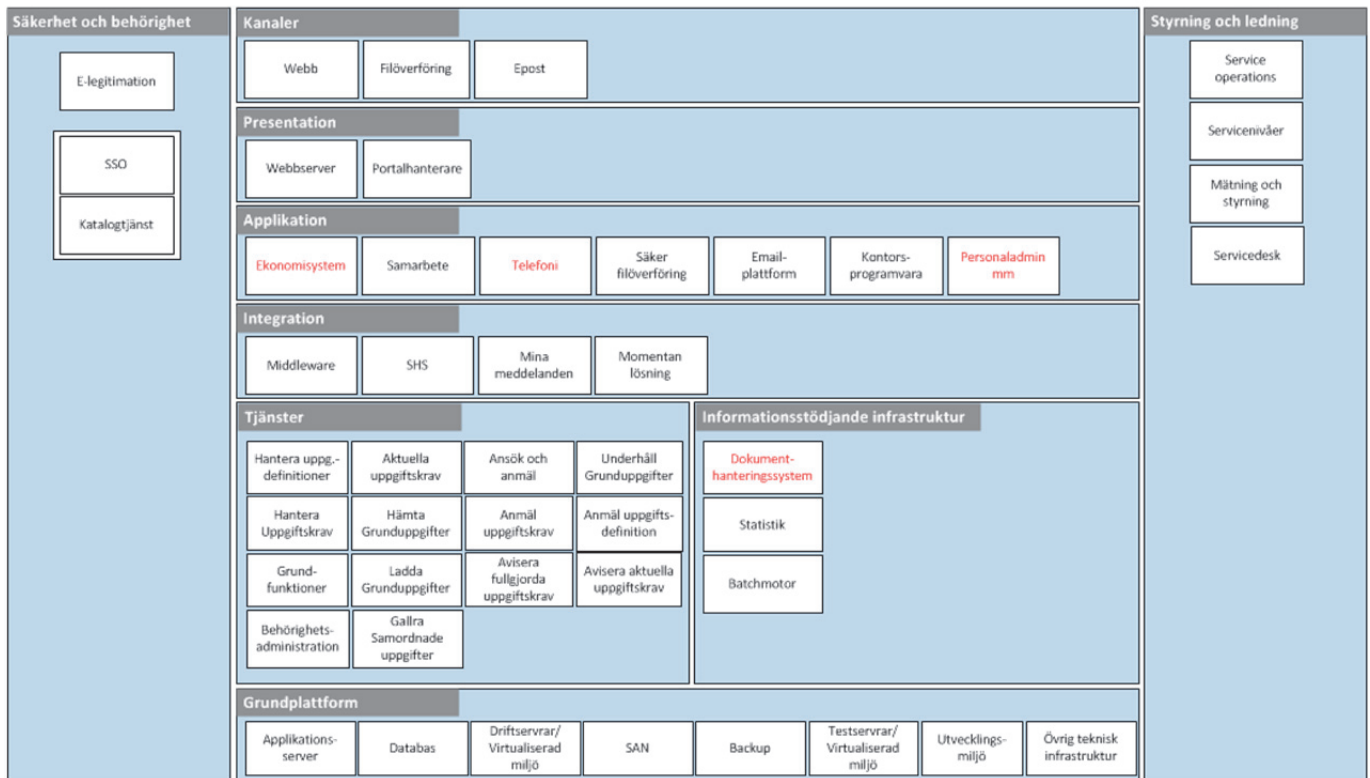 Säkerhet och behörighet
E-legitimation
SSO
Katalogtjänst
Kanaler
Webb
Filöverföring
Epost
Presentation
Webbserver
Portalhanterare
Applikation
Ekonomisystem
Samarbete
Telefoni
Säker
filöverföring
Email-
plattform
Kontors-
programvara
Personaladmin
mm
Integration
Middleware
SHS
Mina
meddelanden
Momentan
lösning
Tjänster
Hantera uppg.-
definitioner
Aktuella
uppgiftskrav
Ansök och
anmäl
Underhåll
Grunduppgifter
Hantera
Uppgiftskrav
Hämta
Grunduppgifter
Anmäl
uppgiftskrav
Anmäl uppgifts-
definition
Grund-
funktioner
Ladda
Grunduppgifter
Avisera
fullgjorda
uppgiftskrav
Avisera aktuella
uppgiftskrav
Behörighets-
administration
Gallra
Samordnade
uppgifter
Informationsstödjande infrastruktur
Dokument-
hanteringssystem
Statistik
Batchmotor
Grundplattform
Applikations-
server
Databas
Driftservrar/
Virtualiserad
miljö
SAN
Backup
Testservrar/
Virtualiserad
miljö
Utvecklings-
miljö
Övrig teknisk
infrastruktur
Styrning och ledning
Service
operations
Servicenivåer
Mätning och
styrning
Servicedesk